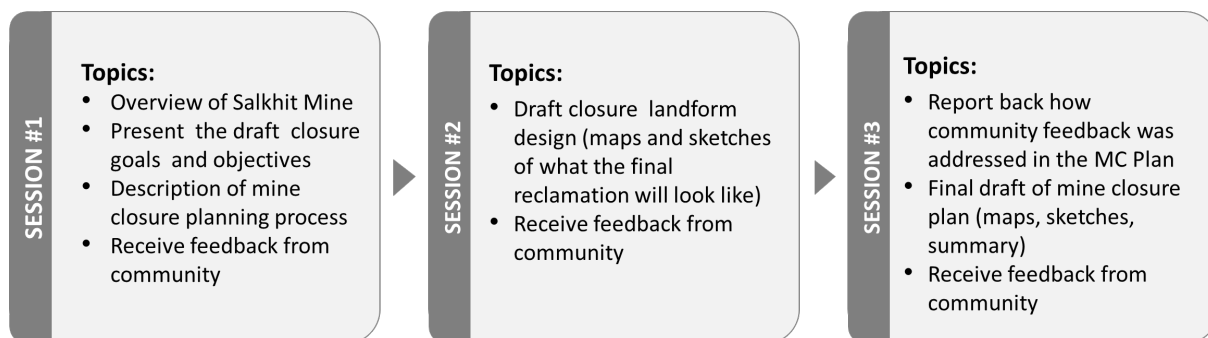 SESSION #1
Topics:
• Overview of Salkhit Mine
• Present the draft closure
goals and objectives
• Description of mine
closure planning process
• Receive feedback from
community
SESSION #2
Topics:
• Draft closure landform
design (maps and sketches
of what the final
reclamation will look like)
• Receive feedback from
community
SESSION #3
Topics:
• Report back how
community feedback was
addressed in the MC Plan
• Final draft of mine closure
plan (maps, sketches,
summary)
• Receive feedback from
community